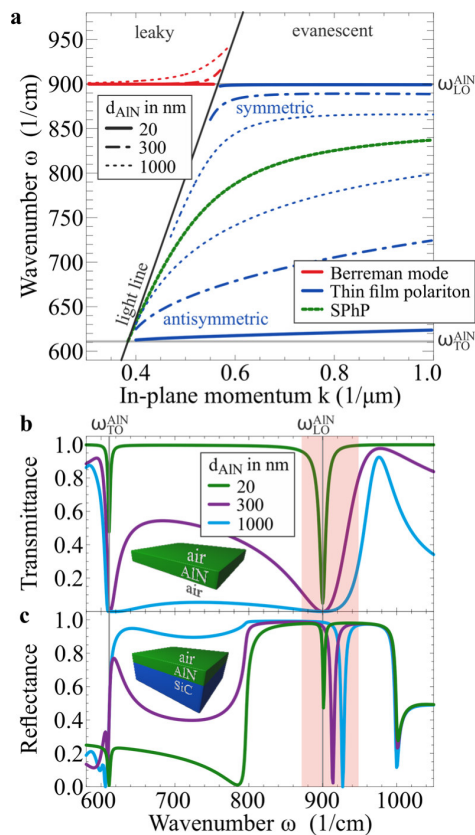 a
leaky
evanescent
950
900
850
800
750
700
650
600
Wavenumber ω (1/cm)
ω_LO^AlN
d_AlN in nm
20
300
1000
symmetric
light line
antisymmetric
Berreman mode
Thin film polariton
SPhP
ω_TO^AlN
0.4 0.6 0.8 1.0
In-plane momentum k (1/μm)
b
ω_TO^AlN ω_LO^AlN
1.0
0.8
0.6
0.4
0.2
0.0
Transmittance
d_AlN in nm
20
300
1000
air
AlN
air
c
1.0
0.8
0.6
0.4
0.2
0.0
Reflectance
air
AlN
SiC
600 700 800 900 1000
Wavenumber ω (1/cm)